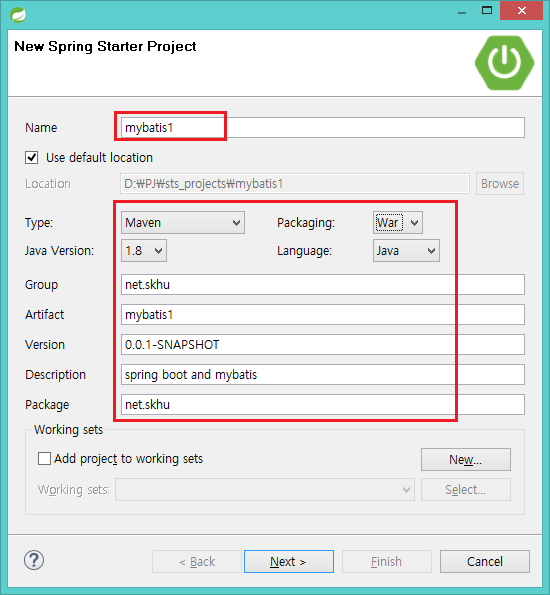 New Spring Starter Project
Name mybatis1
Use default location
Location D:₩PJ₩sts_projects₩mybatis1 Browse
Type: Maven Packaging: War
Java Version: 1.8 Language: Java
Group net.skhu
Artifact mybatis1
Version 0.0.1-SNAPSHOT
Description spring boot and mybatis
Package net.skhu
Working sets
Add project to working sets New...
Working sets: Select...
? < Back Next > Finish Cancel